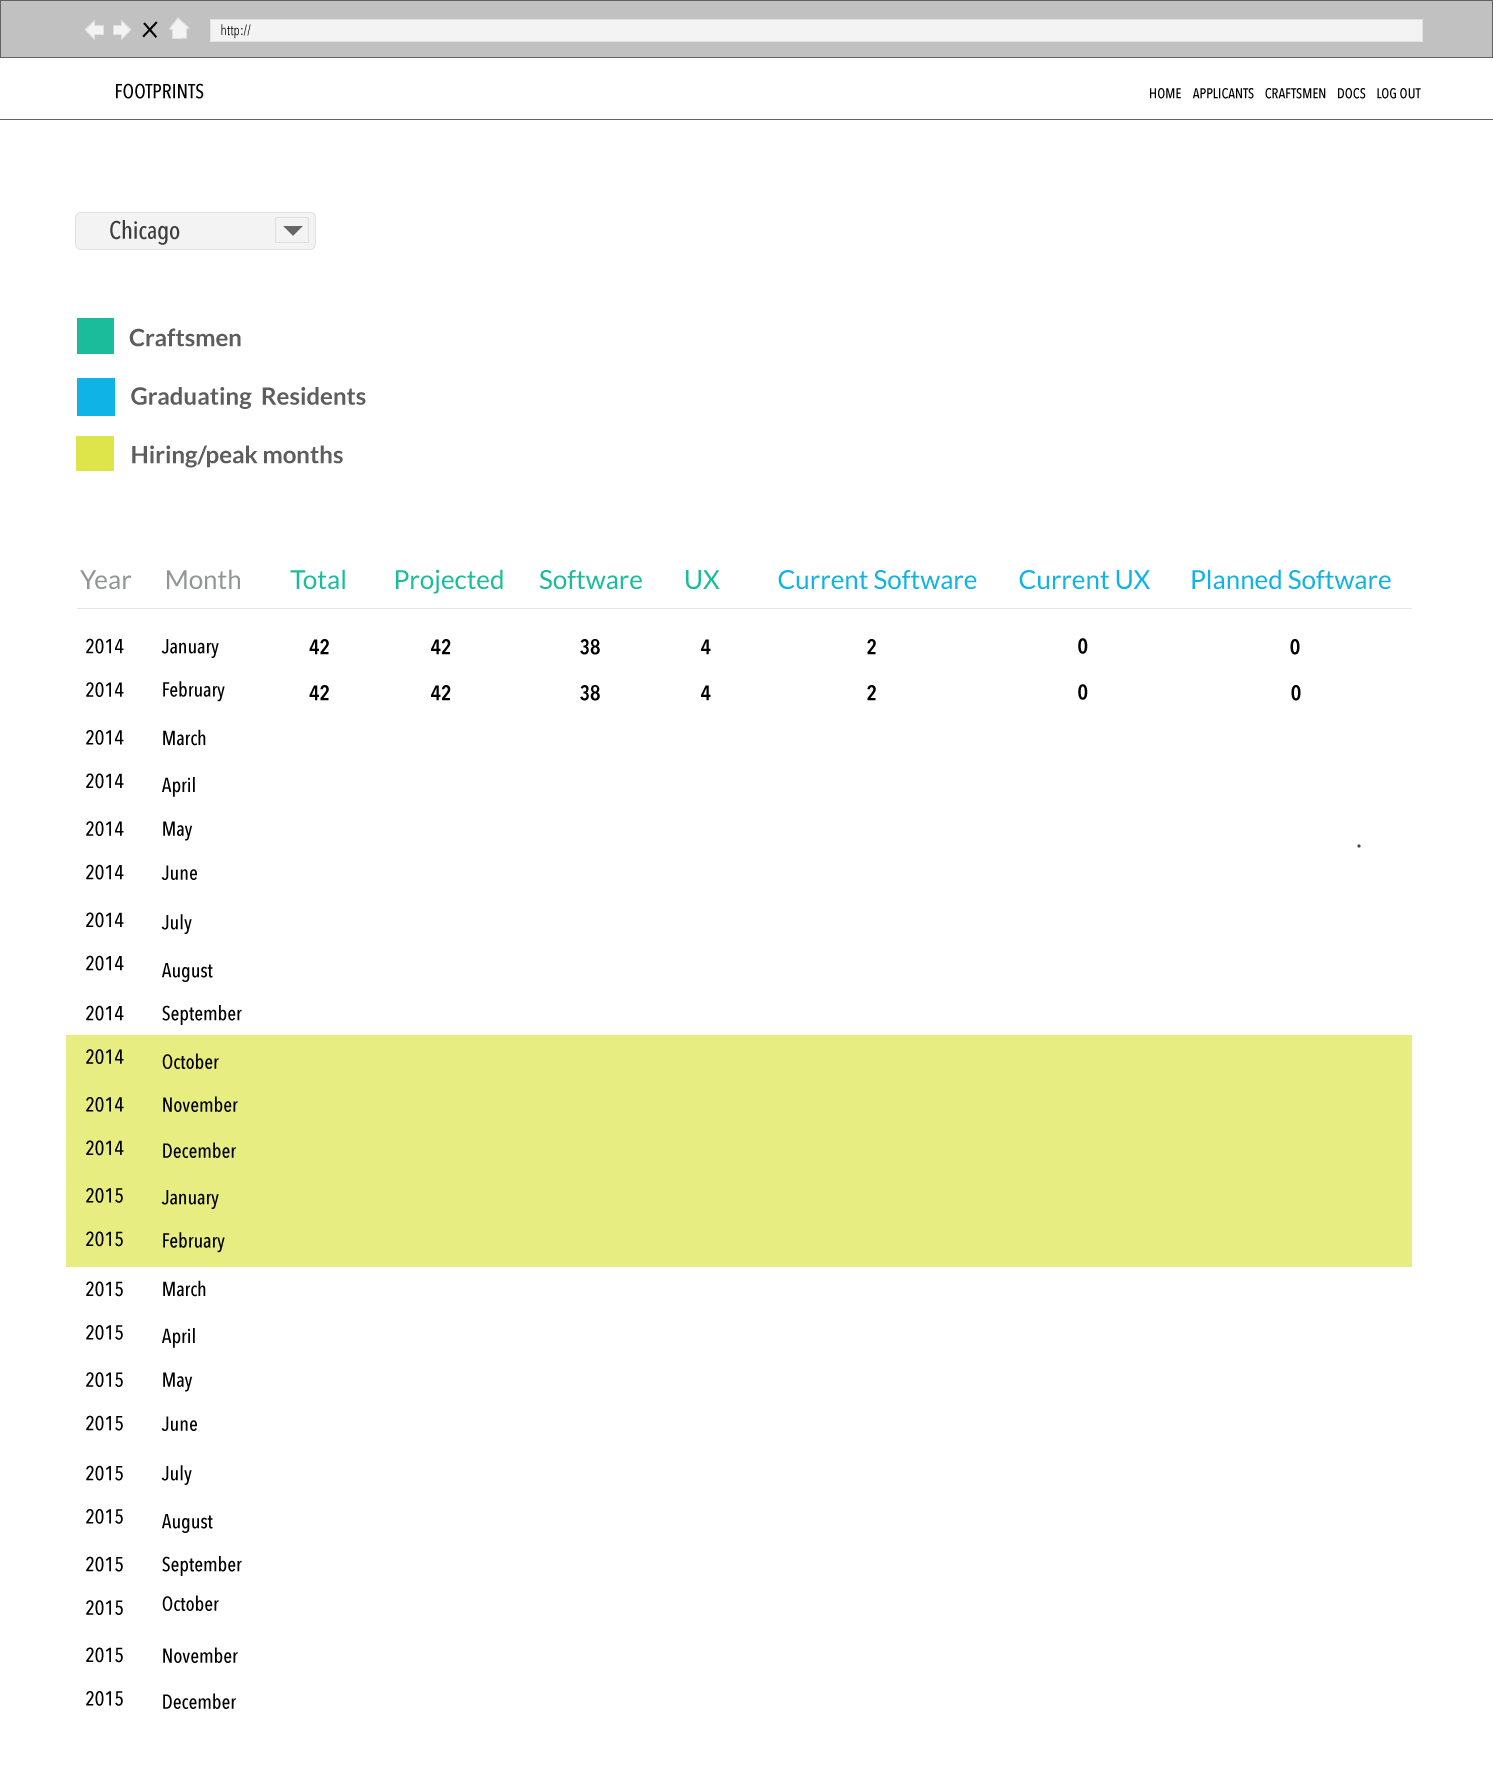 http://
FOOTPRINTS HOME APPLICANTS CRAFTSMEN DOCS LOG OUT
Chicago
Craftsmen
Graduating Residents
Hiring/peak months
Year Month Total Projected Software UX Current Software Current UX Planned Software
2014 January 42 42 38 4 2 0 0
2014 February 42 42 38 4 2 0 0
2014 March
2014 April
2014 May
2014 June
2014 July
2014 August
2014 September
2014 October
2014 November
2014 December
2015 January
2015 February
2015 March
2015 April
2015 May
2015 June
2015 July
2015 August
2015 September
2015 October
2015 November
2015 December